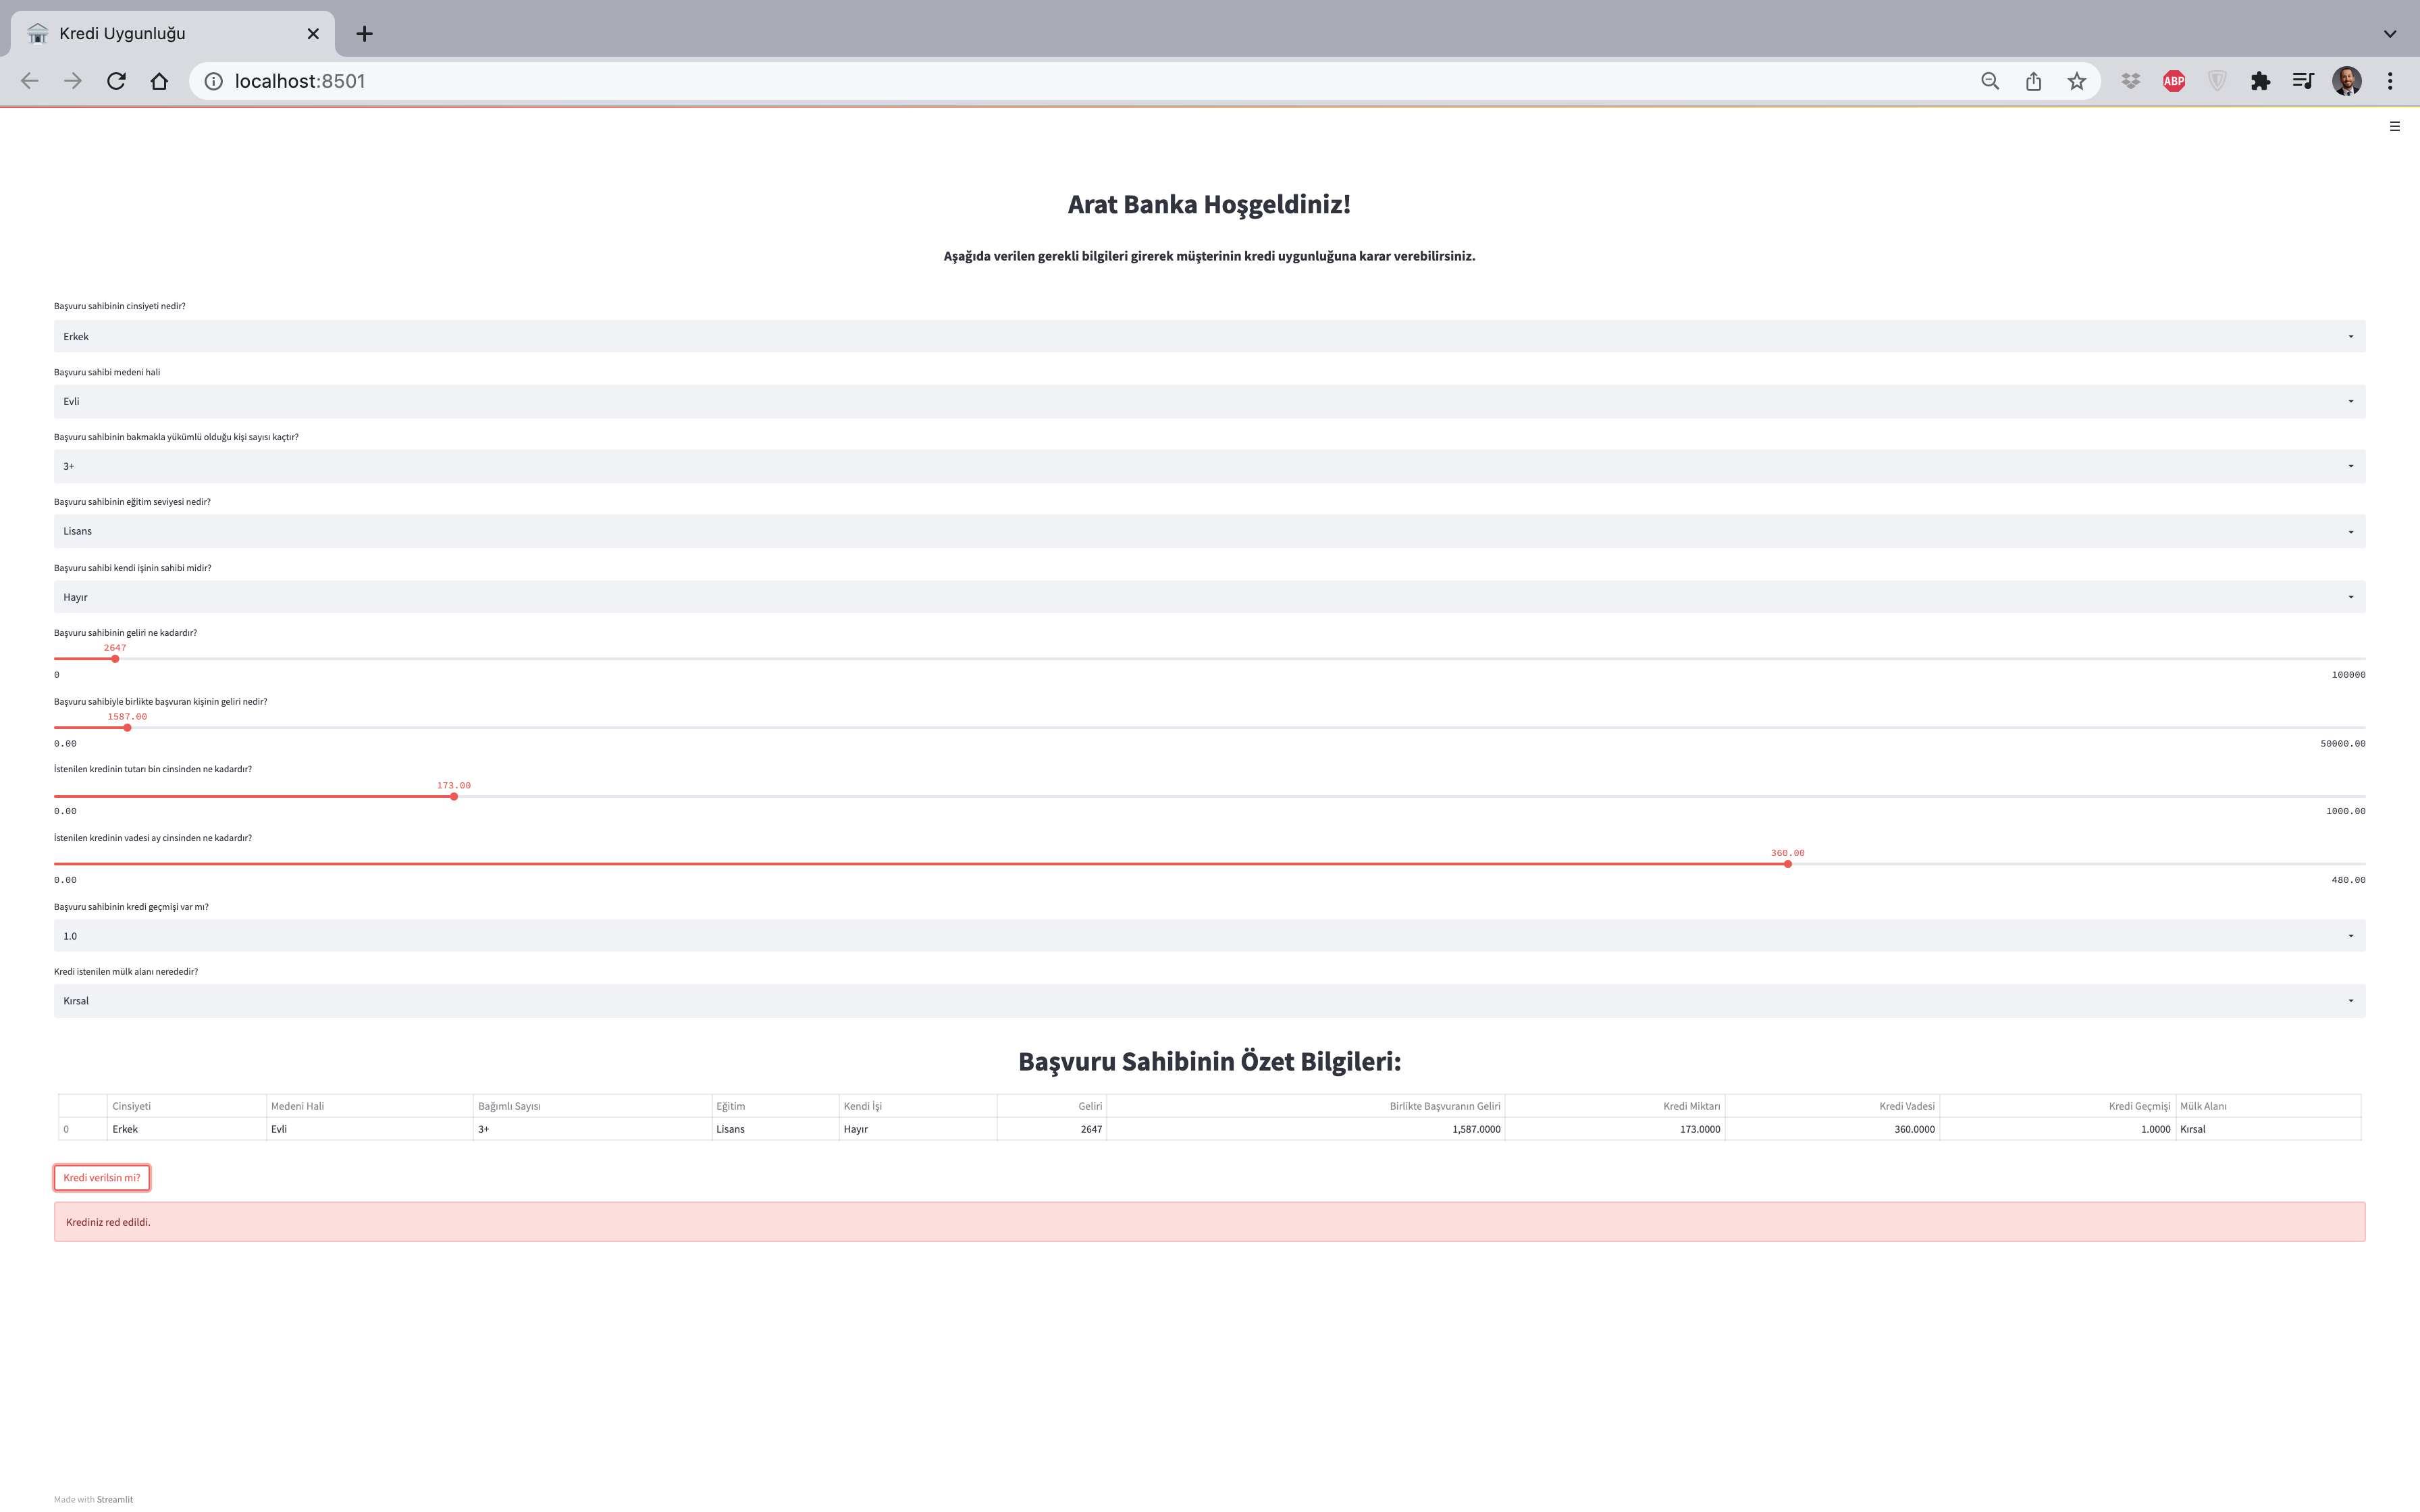 Kredi Uygunluğu
localhost:8501
ABP
Arat Banka Hoşgeldiniz!
Aşağıda verilen gerekli bilgileri girerek müşterinin kredi uygunluğuna karar verebilirsiniz.
Başvuru sahibinin cinsiyeti nedir?
Erkek
Başvuru sahibi medeni hali
Evli
Başvuru sahibinin bakmakla yükümlü olduğu kişi sayısı kaçtır?
3+
Başvuru sahibinin eğitim seviyesi nedir?
Lisans
Başvuru sahibi kendi işinin sahibi midir?
Hayır
Başvuru sahibinin geliri ne kadardır?
2647
0 100000
Başvuru sahibiyle birlikte başvuran kişinin geliri nedir?
1587.00
0.00 50000.00
İstenilen kredinin tutarı bin cinsinden ne kadardır?
173.00
0.00 1000.00
İstenilen kredinin vadesi ay cinsinden ne kadardır?
360.00
0.00 480.00
Başvuru sahibinin kredi geçmişi var mı?
1.0
Kredi istenilen mülk alanı nerededir?
Kırsal
Başvuru Sahibinin Özet Bilgileri:
Cinsiyeti Medeni Hali Bağımlı Sayısı Eğitim Kendi İşi Geliri Birlikte Başvuranın Geliri Kredi Miktarı Kredi Vadesi Kredi Geçmişi Mülk Alanı
0 Erkek Evli 3+ Lisans Hayır 2647 1,587.0000 173.0000 360.0000 1.0000 Kırsal
Kredi verilsin mi?
Krediniz red edildi.
Made with Streamlit